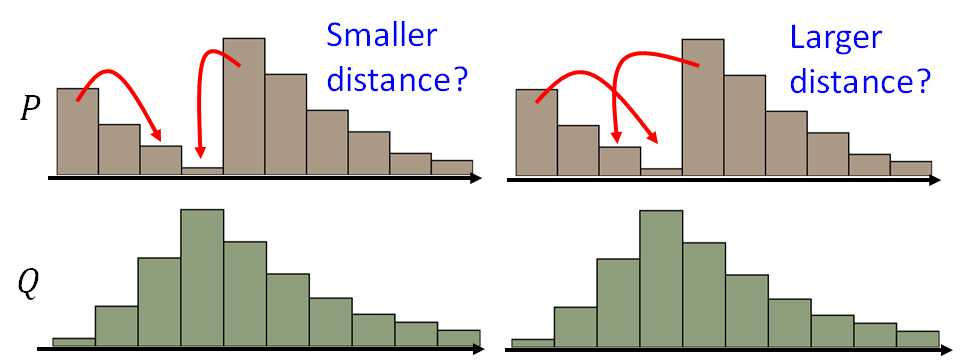 Smaller
distance?
Larger
distance?
P
Q